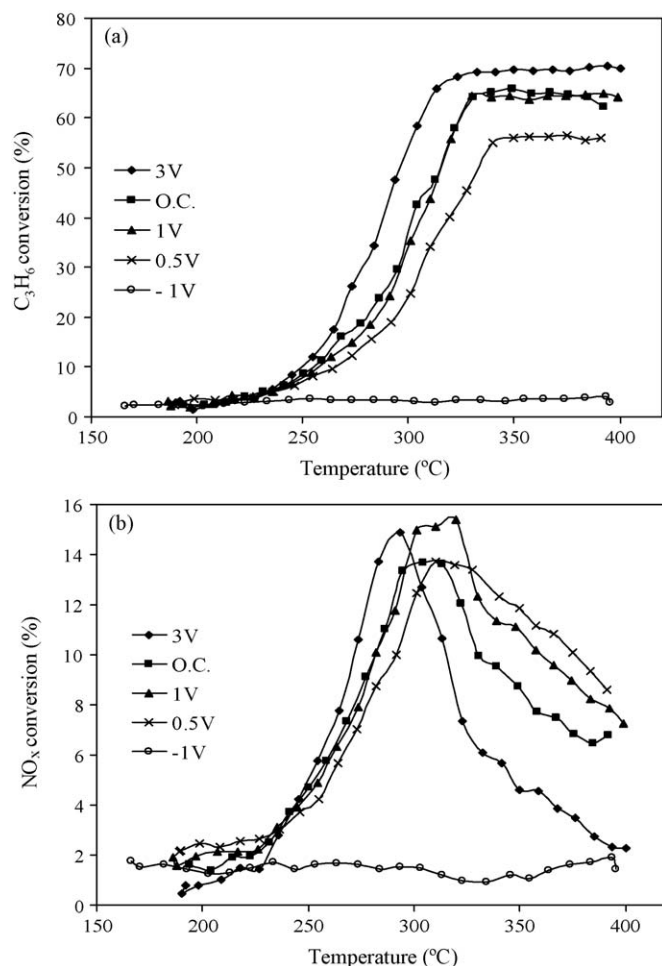 (a)
80
70
60
50
40
30
20
10
0
C3H6 conversion (%)
3V
O.C.
1V
0.5V
- 1V
150 200 250 300 350 400
Temperature (ºC)
(b)
16
14
12
10
8
6
4
2
0
NOx conversion (%)
3V
O.C.
1V
0.5V
-1V
150 200 250 300 350 400
Temperature (ºC)